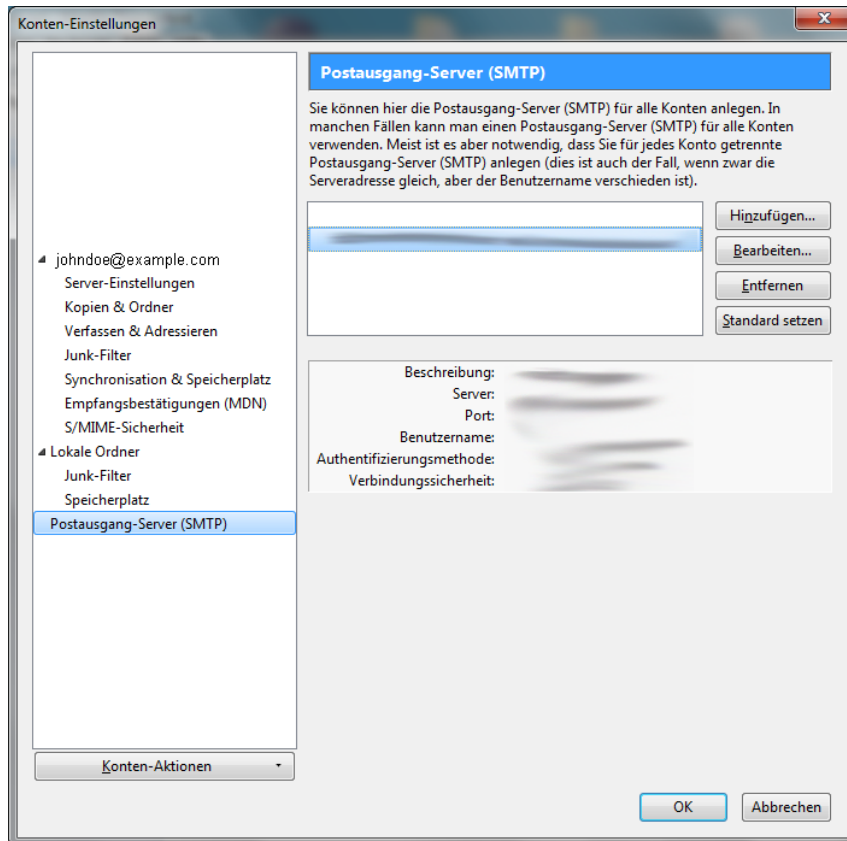 Konten-Einstellungen
Postausgang-Server (SMTP)
Sie können hier die Postausgang-Server (SMTP) für alle Konten anlegen. In
manchen Fällen kann man einen Postausgang-Server (SMTP) für alle Konten
verwenden. Meist ist es aber notwendig, dass Sie für jedes Konto getrennte
Postausgang-Server (SMTP) anlegen (dies ist auch der Fall, wenn zwar die
Serveradresse gleich, aber der Benutzername verschieden ist).
Hinzufügen...
Bearbeiten...
Entfernen
Standard setzen
johndoe@example.com
Server-Einstellungen
Kopien & Ordner
Verfassen & Adressieren
Junk-Filter
Synchronisation & Speicherplatz
Empfangsbestätigungen (MDN)
S/MIME-Sicherheit
Lokale Ordner
Junk-Filter
Speicherplatz
Postausgang-Server (SMTP)
Beschreibung:
Server:
Port:
Benutzername:
Authentifizierungsmethode:
Verbindungssicherheit:
Konten-Aktionen
OK
Abbrechen